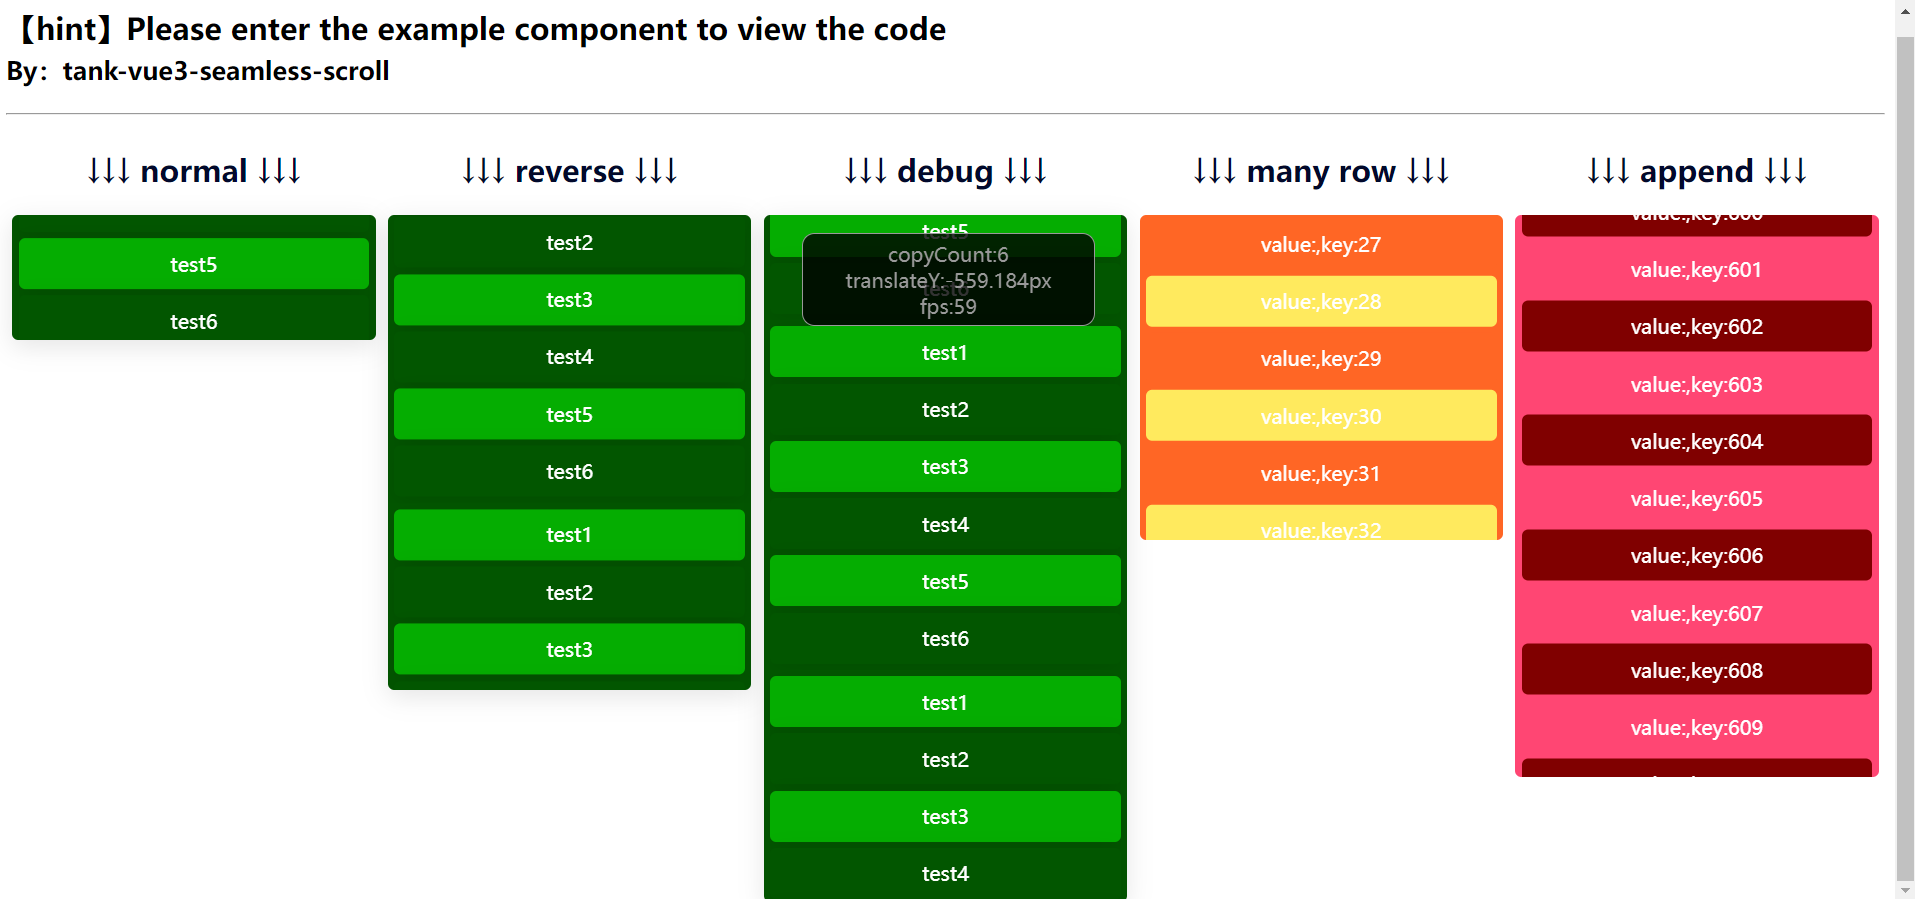 【hint】Please enter the example component to view the code
By：tank-vue3-seamless-scroll
↓↓↓ normal ↓↓↓
test5
test6
↓↓↓ reverse ↓↓↓
test2
test3
test4
test5
test6
test1
test2
test3
↓↓↓ debug ↓↓↓
test5
copyCount:6
translateY:-559.184px
test6
fps:59
test1
test2
test3
test4
test5
test6
test1
test2
test3
test4
↓↓↓ many row ↓↓↓
value:,key:27
value:,key:28
value:,key:29
value:,key:30
value:,key:31
value:,key:32
↓↓↓ append ↓↓↓
value:,key:600
value:,key:601
value:,key:602
value:,key:603
value:,key:604
value:,key:605
value:,key:606
value:,key:607
value:,key:608
value:,key:609